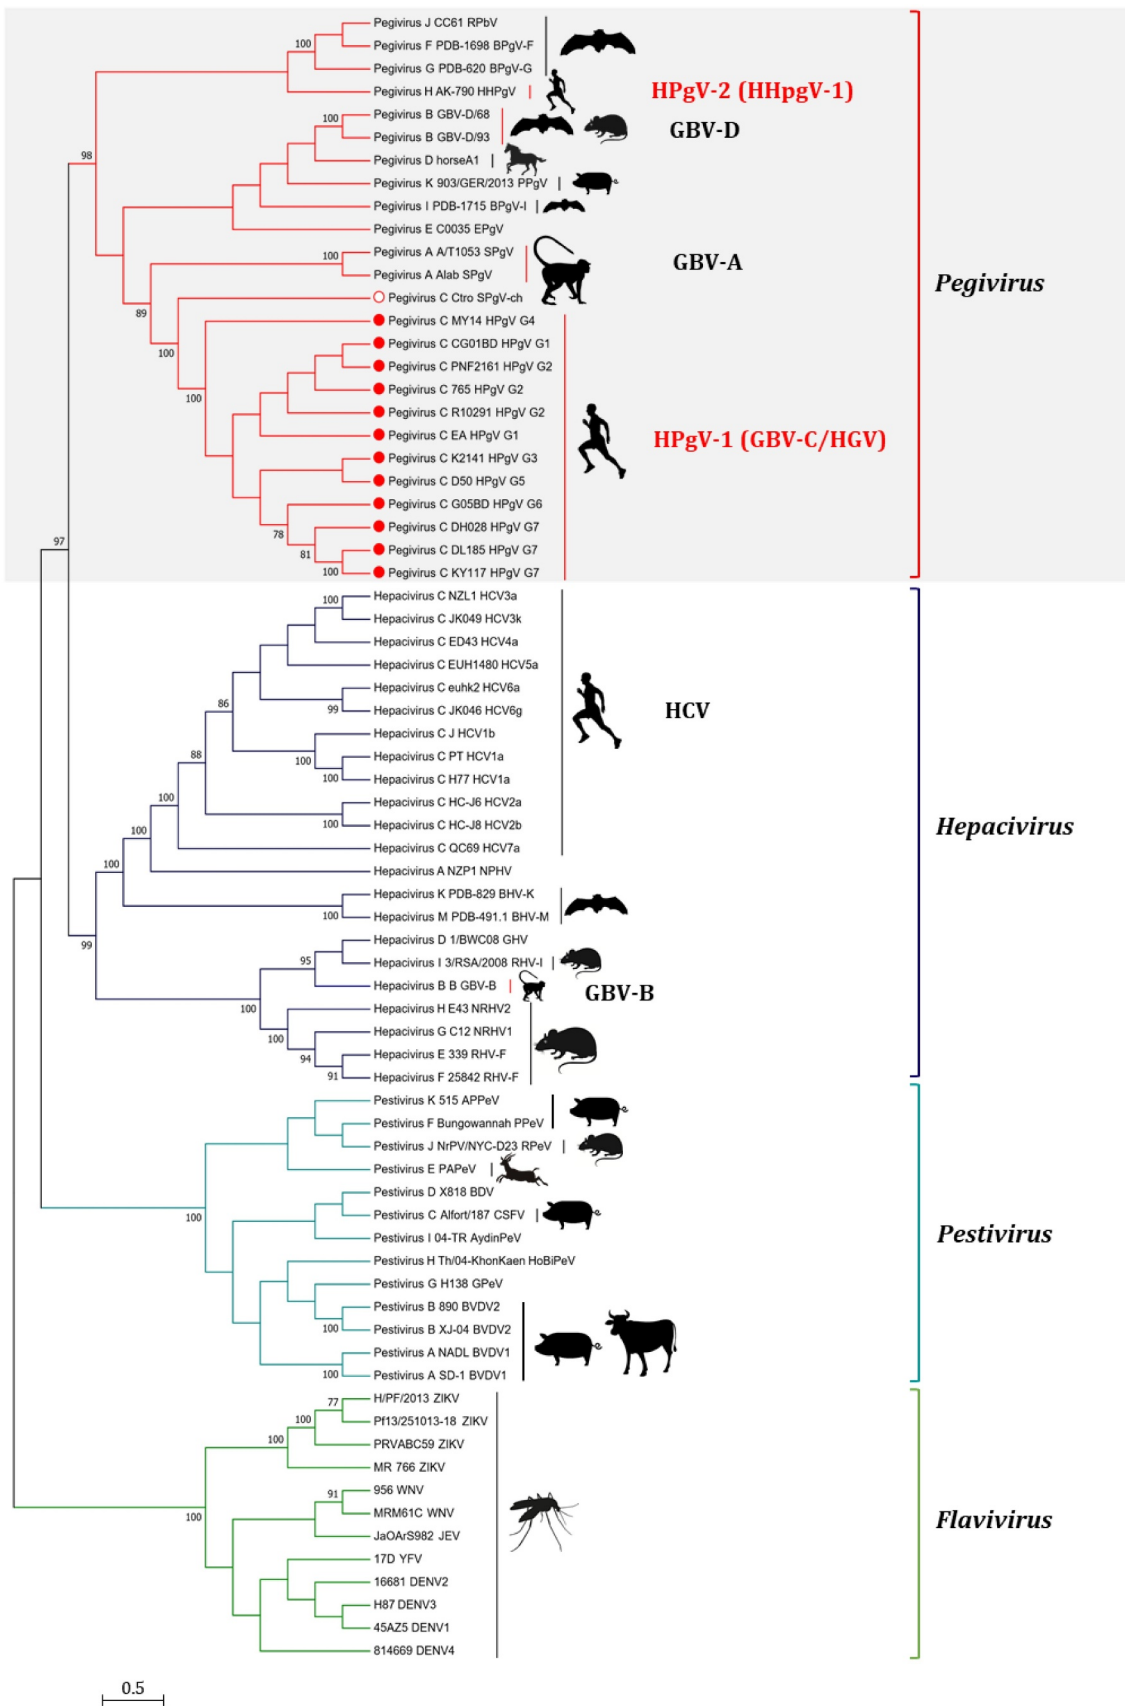 Pegivirus J CC61 RPbV
Pegivirus F PDB-1698 BPgV-F
100
Pegivirus G PDB-620 BPgV-G
Pegivirus H AK-790 HHPgV
HPgV-2 (HHpgV-1)
Pegivirus B GBV-D/68
100
GBV-D
Pegivirus B GBV-D/93
98
Pegivirus D horseA1
Pegivirus K 903/GER/2013 PPgV
Pegivirus I PDB-1715 BPgV-I
Pegivirus E C0035 EPgV
Pegivirus A A/T1053 SPgV
100
GBV-A
Pegivirus A Alab SPgV
Pegivirus
Pegivirus C Ctro SPgV-ch
89
Pegivirus C MY14 HPgV G4
Pegivirus C CG01BD HPgV G1
100
Pegivirus C PNF2161 HPgV G2
Pegivirus C 765 HPgV G2
100
Pegivirus C R10291 HPgV G2
Pegivirus C EA HPgV G1
HPgV-1 (GBV-C/HGV)
Pegivirus C K2141 HPgV G3
Pegivirus C D50 HPgV G5
Pegivirus C G05BD HPgV G6
Pegivirus C DH028 HPgV G7
78
97
Pegivirus C DL185 HPgV G7
81
Pegivirus C KY117 HPgV G7
100
Hepacivirus C NZL1 HCV3a
100
Hepacivirus C JK049 HCV3k
Hepacivirus C ED43 HCV4a
Hepacivirus C EUH1480 HCV5a
Hepacivirus C euhk2 HCV6a
86
Hepacivirus C JK046 HCV6g
99
HCV
Hepacivirus C J HCV1b
88
Hepacivirus C PT HCV1a
100
Hepacivirus C H77 HCV1a
100
Hepacivirus C HC-J6 HCV2a
100
Hepacivirus C HC-J8 HCV2b
100
Hepacivirus
100
Hepacivirus C QC69 HCV7a
100
Hepacivirus A NZP1 NPHV
Hepacivirus K PDB-829 BHV-K
Hepacivirus M PDB-491.1 BHV-M
100
Hepacivirus D 1/BWC08 GHV
99
Hepacivirus I 3/RSA/2008 RHV-I
95
Hepacivirus B B GBV-B
GBV-B
Hepacivirus H E43 NRHV2
100
Hepacivirus G C12 NRHV1
100
Hepacivirus E 339 RHV-F
94
Hepacivirus F 25842 RHV-F
91
Pestivirus K 515 APPeV
Pestivirus F Bungowannah PPeV
Pestivirus J NrPV/NYC-D23 RPeV
Pestivirus E PAPeV
Pestivirus D X818 BDV
Pestivirus C Alfort/187 CSFV
100
Pestivirus I 04-TR AydinPeV
Pestivirus
Pestivirus H Th/04-KhonKaen HoBiPeV
Pestivirus G H138 GPeV
Pestivirus B 890 BVDV2
Pestivirus B XJ-04 BVDV2
100
Pestivirus A NADL BVDV1
Pestivirus A SD-1 BVDV1
100
H/PF/2013 ZIKV
77
Pf13/251013-18 ZIKV
100
PRVABC59 ZIKV
100
MR 766 ZIKV
956 WNV
91
MRM61C WNV
100
Flavivirus
JaOArS982 JEV
17D YFV
16681 DENV2
H87 DENV3
45AZ5 DENV1
814669 DENV4
0.5